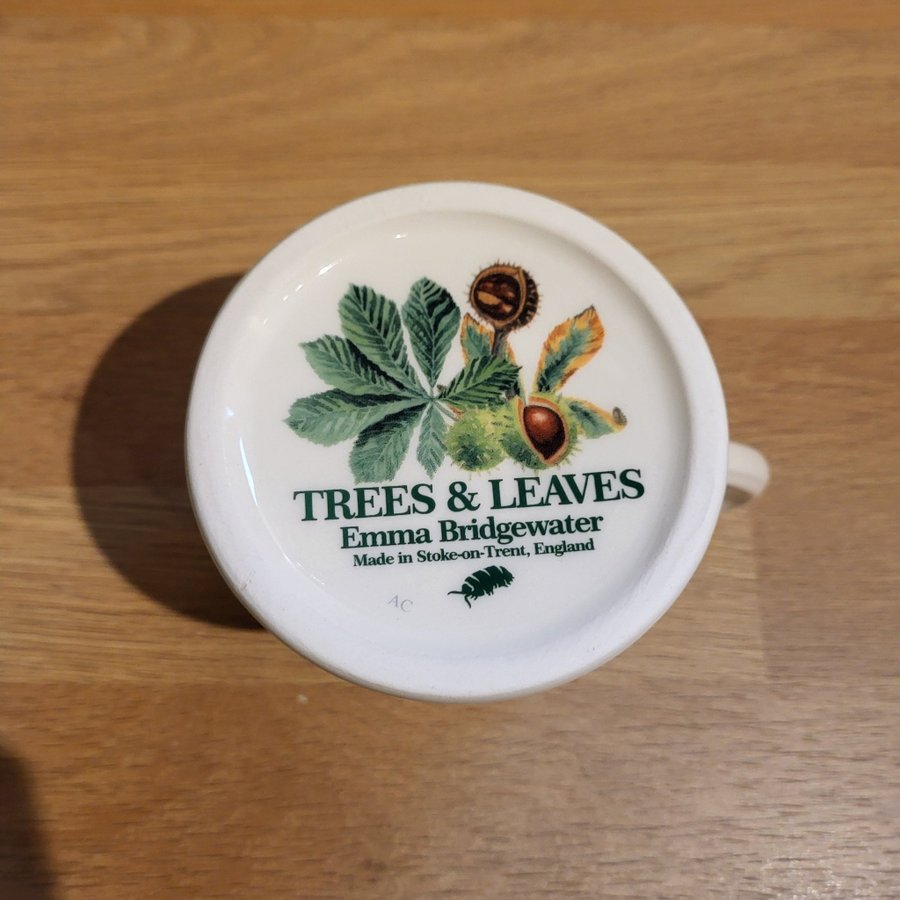 TREES & LEAVES
Emma Bridgewater
Made in Stoke-on-Trent, England
AC